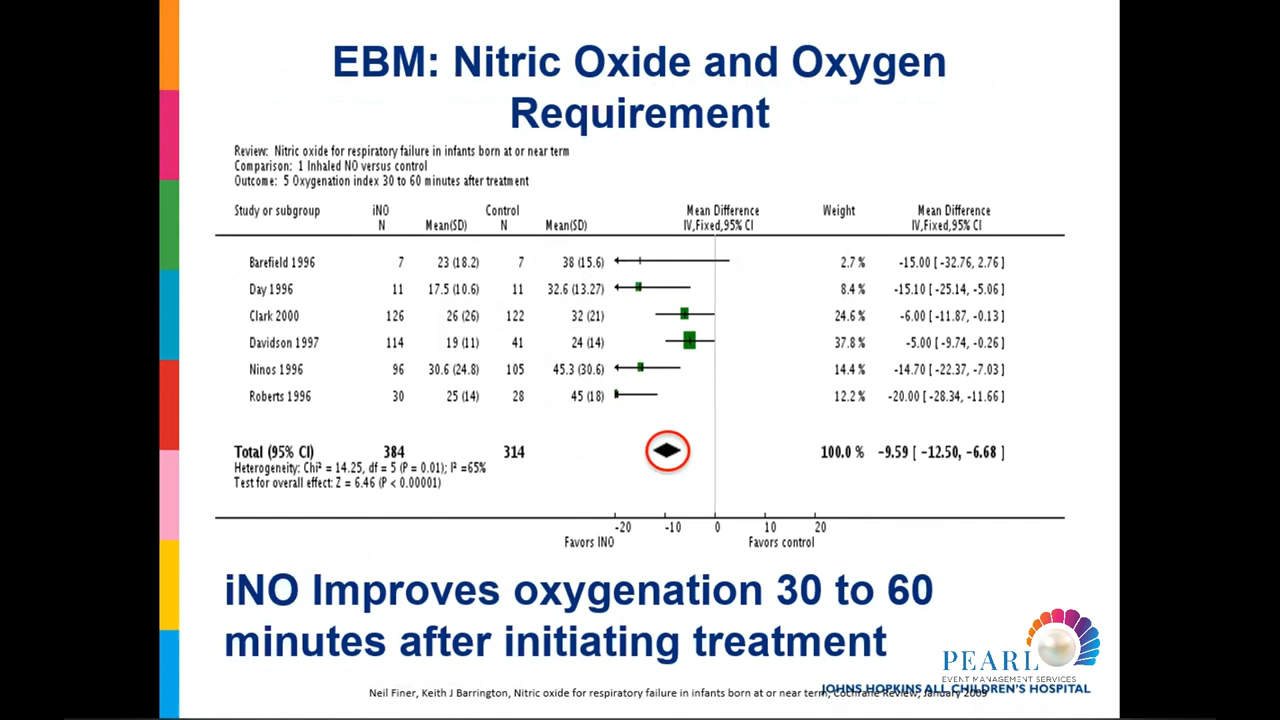 EBM: Nitric Oxide and Oxygen
Requirement
Review: Nitric oxide for respiratory failure in infants born at or near term
Comparison: 1 Inhaled NO versus control
Outcome: 5 Oxygenation index 30 to 60 minutes after treatment
Study or subgroup iNO Control Mean Difference Weight Mean Difference
N Mean(SD) N Mean(SD) IV,Fixed,95% CI IV,Fixed,95% CI
Barefield 1996 7 23 (18.2) 7 38 (15.6) 2.7 % -15.00 [ -32.76, 2.76 ]
Day 1996 11 17.5 (10.6) 11 32.6 (13.27) 8.4 % -15.10 [ -25.14, -5.06 ]
Clark 2000 126 26 (26) 122 32 (21) 24.6 % -6.00 [ -11.87, -0.13 ]
Davidson 1997 114 19 (11) 41 24 (14) 37.8 % -5.00 [ -9.74, -0.26 ]
Ninos 1996 96 30.6 (24.8) 105 45.3 (30.6) 14.4 % -14.70 [ -22.37, -7.03 ]
Roberts 1996 30 25 (14) 28 45 (18) 12.2 % -20.00 [ -28.34, -11.66 ]
Total (95% CI) 384 314 100.0 % -9.59 [ -12.50, -6.68 ]
Heterogeneity: Chi² = 14.25, df = 5 (P = 0.01); I² =65%
Test for overall effect: Z = 6.46 (P < 0.00001)
-20 -10 0 10 20
Favors INO Favors control
iNO Improves oxygenation 30 to 60
minutes after initiating treatment
PEARL
EVENT MANAGEMENT SERVICES
JOHNS HOPKINS ALL CHILDREN'S HOSPITAL
Neil Finer, Keith J Barrington, Nitric oxide for respiratory failure in infants born at or near term, Cochrane Review, January 2009